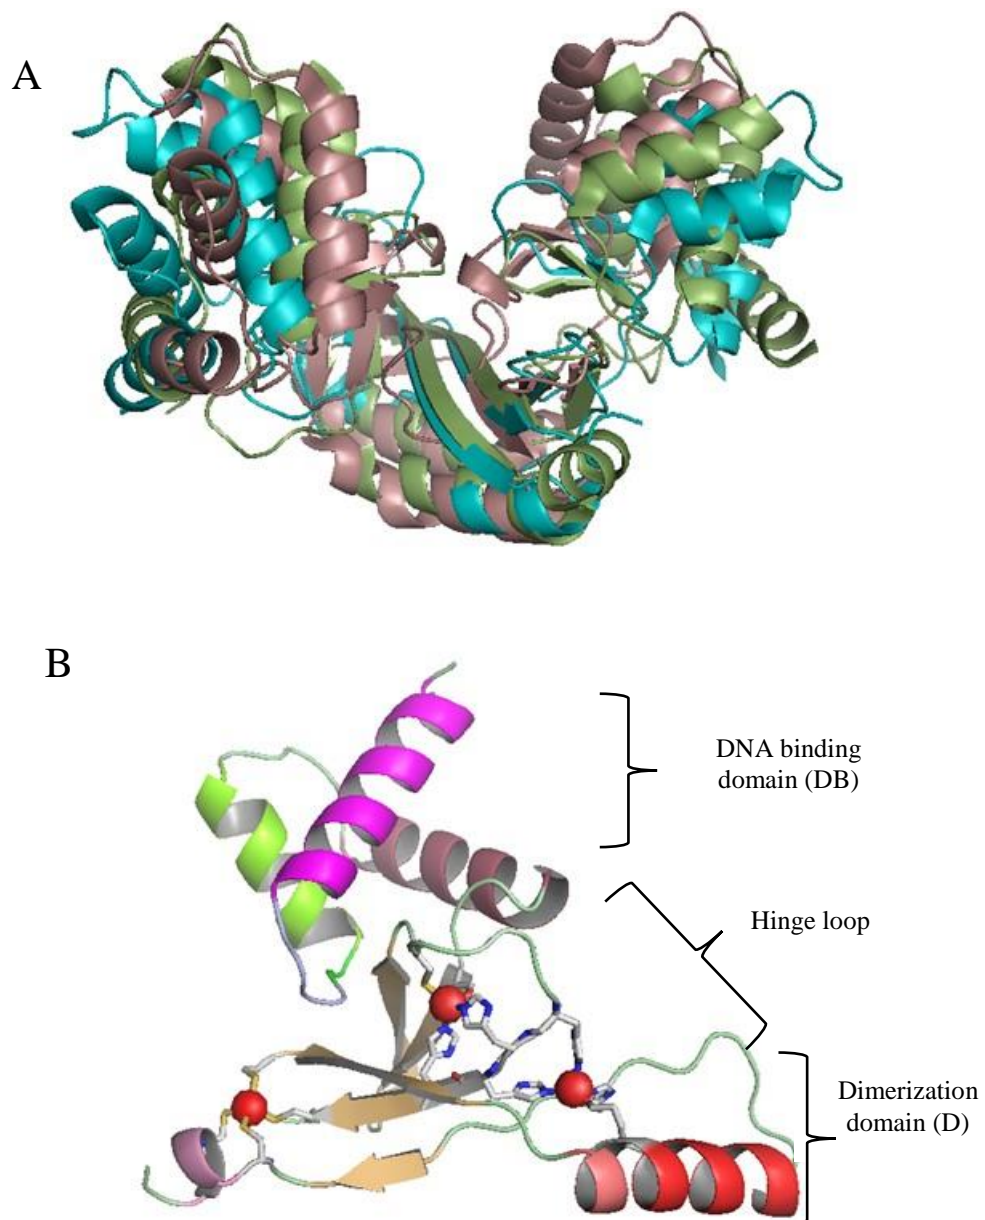 A
B
DNA binding
domain (DB)
Hinge loop
Dimerization
domain (D)